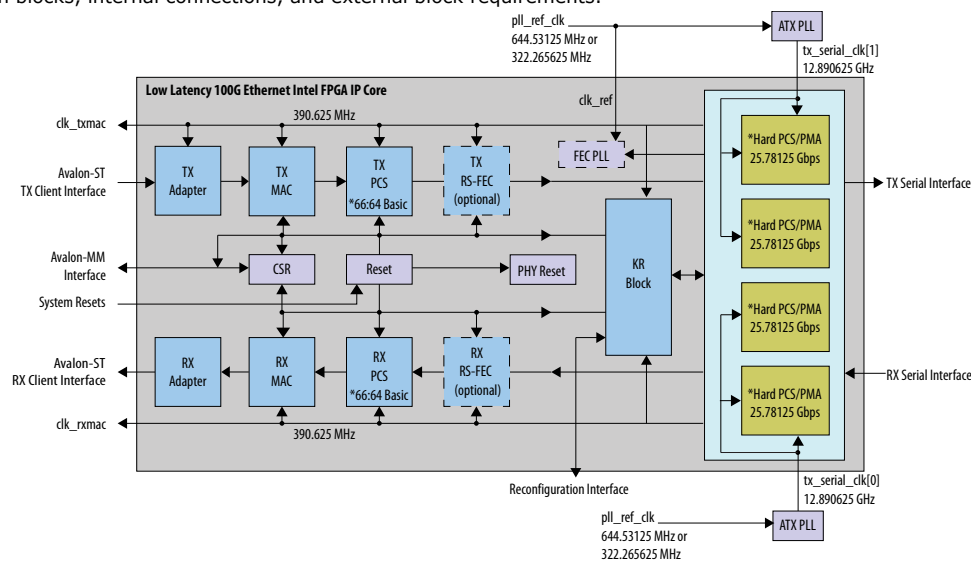 n blocks, internal connections, and external block requirements.
pll_ref_clk
644.53125 MHz or
322.265625 MHz
ATX PLL
tx_serial_clk[1]
12.890625 GHz
Low Latency 100G Ethernet Intel FPGA IP Core
clk_ref
clk_txmac
390.625 MHz
FEC PLL
*Hard PCS/PMA
25.78125 Gbps
Avalon-ST
TX Client Interface
TX
Adapter
TX
MAC
TX
PCS
*66:64 Basic
TX
RS-FEC
(optional)
TX Serial Interface
*Hard PCS/PMA
25.78125 Gbps
Avalon-MM
Interface
CSR
Reset
PHY Reset
KR
Block
System Resets
*Hard PCS/PMA
25.78125 Gbps
Avalon-ST
RX Client Interface
RX
Adapter
RX
MAC
RX
PCS
*66:64 Basic
RX
RS-FEC
(optional)
RX Serial Interface
*Hard PCS/PMA
25.78125 Gbps
clk_rxmac
390.625 MHz
Reconfiguration Interface
tx_serial_clk[0]
12.890625 GHz
pll_ref_clk
644.53125 MHz or
322.265625 MHz
ATX PLL